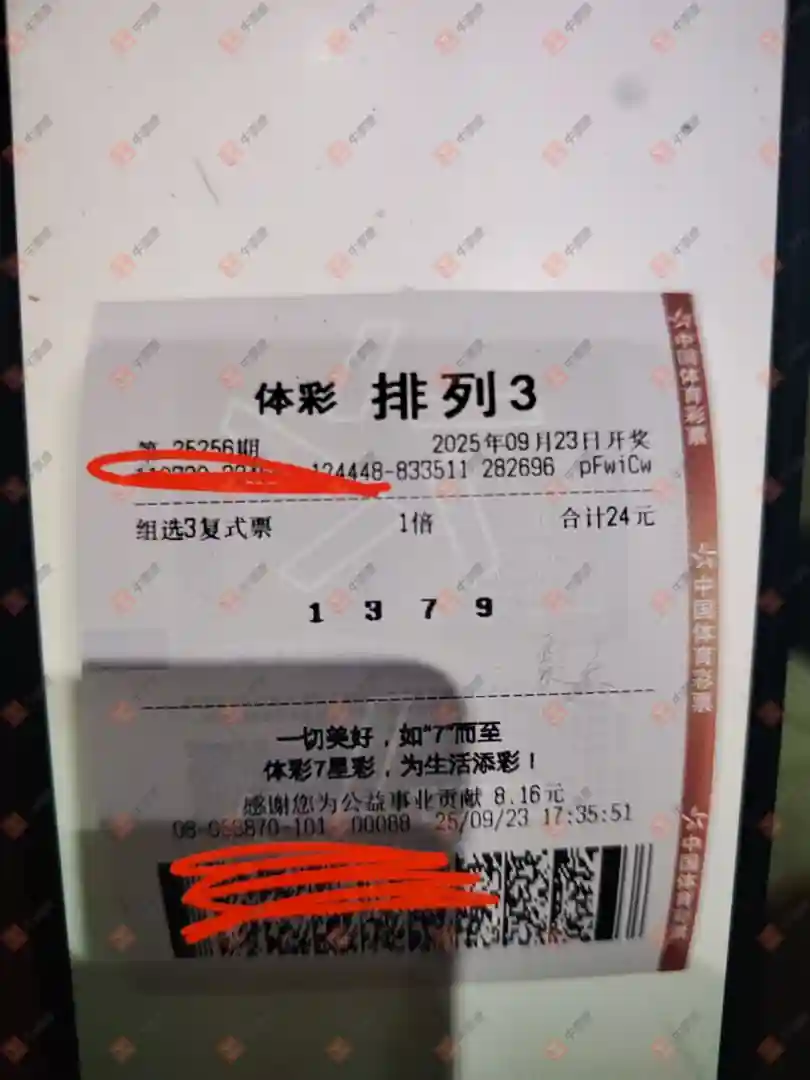 体彩 排列3
第 25256期 2025年09月23日开奖
124448-833511 282696 pFwiCw
组选3复式票 1倍 合计24元
1 3 7 9
一切美好，如“7”而至
体彩7星彩，为生活添彩！
感谢您为公益事业贡献 8.16元
-101 00088 25/09/23 17:35:51
中国体育彩票
中国体育彩票
中国体育彩票